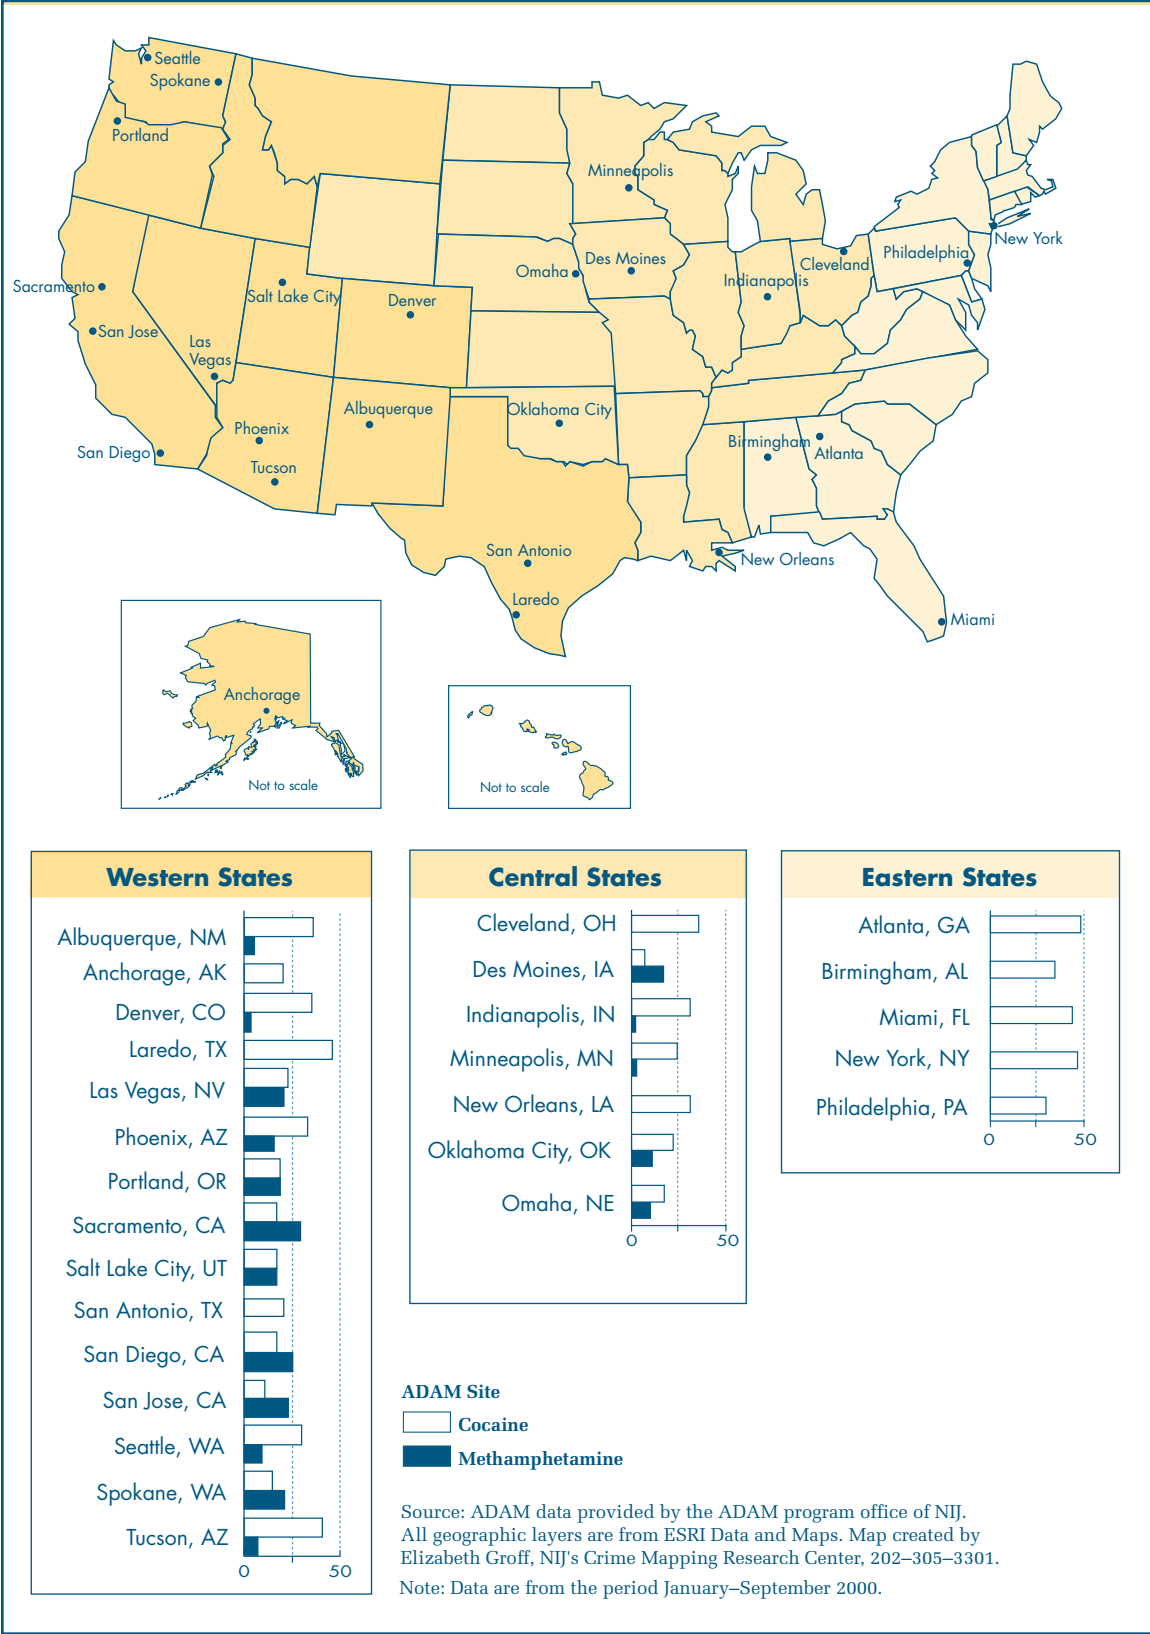 Seattle
Spokane
Portland
Minneapolis
New York
Philadelphia
Cleveland
Des Moines
Omaha
Indianapolis
Sacramento
Salt Lake City
Denver
San Jose
Las
Vegas
Albuquerque
Oklahoma City
Phoenix
Birmingham
Atlanta
San Diego
Tucson
San Antonio
New Orleans
Laredo
Miami
Anchorage
Not to scale
Not to scale
Western States
Albuquerque, NM
Anchorage, AK
Denver, CO
Laredo, TX
Las Vegas, NV
Phoenix, AZ
Portland, OR
Sacramento, CA
Salt Lake City, UT
San Antonio, TX
San Diego, CA
San Jose, CA
Seattle, WA
Spokane, WA
Tucson, AZ
0 50
Central States
Cleveland, OH
Des Moines, IA
Indianapolis, IN
Minneapolis, MN
New Orleans, LA
Oklahoma City, OK
Omaha, NE
0 50
Eastern States
Atlanta, GA
Birmingham, AL
Miami, FL
New York, NY
Philadelphia, PA
0 50
ADAM Site
Cocaine
Methamphetamine
Source: ADAM data provided by the ADAM program office of NIJ.
All geographic layers are from ESRI Data and Maps. Map created by
Elizabeth Groff, NIJ's Crime Mapping Research Center, 202–305–3301.
Note: Data are from the period January–September 2000.